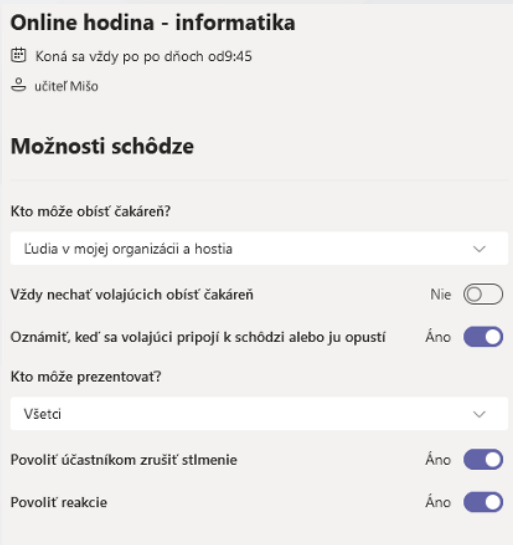 Online hodina - informatika
Koná sa vždy po po dňoch od9:45
učiteľ Mišo
Možnosti schôdze
Kto môže obísť čakáreň?
Ľudia v mojej organizácii a hostia
Vždy nechať volajúcich obísť čakáreň Nie
Oznámiť, keď sa volajúci pripojí k schôdzi alebo ju opustí Áno
Kto môže prezentovať?
Všetci
Povoliť účastníkom zrušiť stlmenie Áno
Povoliť reakcie Áno